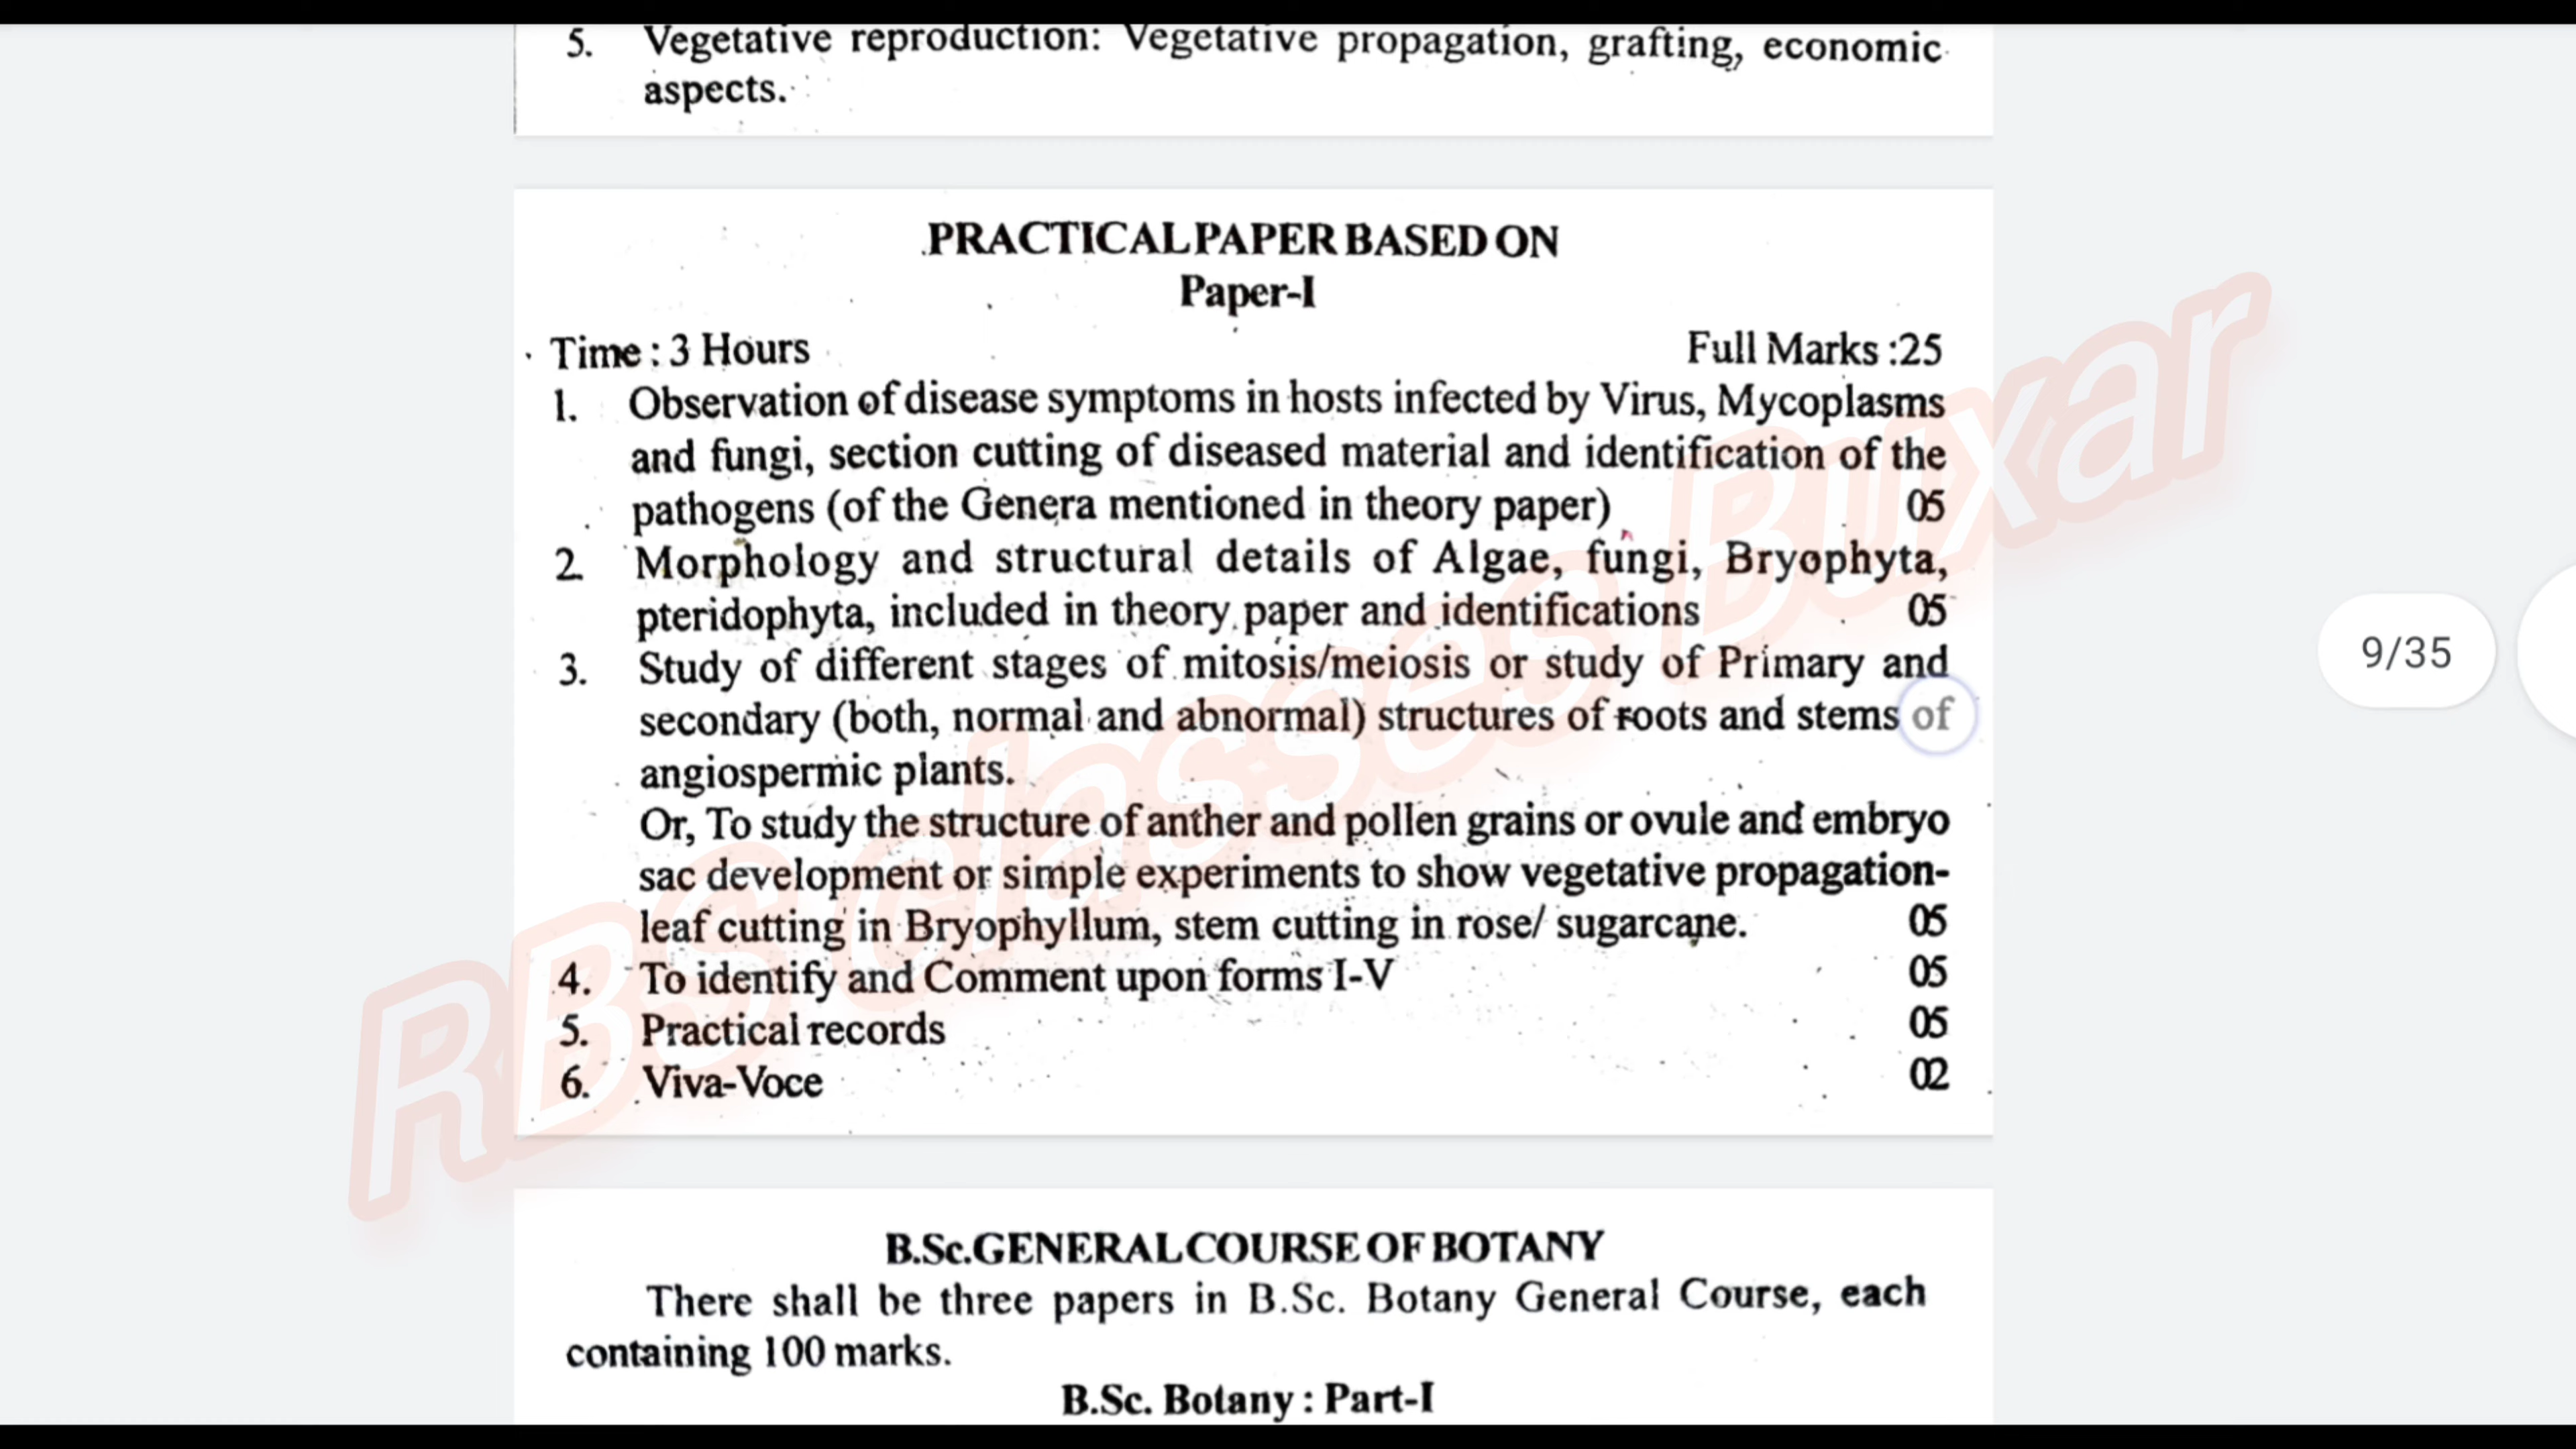 5. Vegetative reproduction: Vegetative propagation, grafting, economic
aspects.
PRACTICAL PAPER BASED ON
Paper-I
Time : 3 Hours Full Marks :25
1. Observation of disease symptoms in hosts infected by Virus, Mycoplasms
and fungi, section cutting of diseased material and identification of the
pathogens (of the Genera mentioned in theory paper) 05
2. Morphology and structural details of Algae, fungi, Bryophyta,
pteridophyta, included in theory paper and identifications 05
3. Study of different stages of mitosis/meiosis or study of Primary and
secondary (both, normal and abnormal) structures of roots and stems of
angiospermic plants.
Or, To study the structure of anther and pollen grains or ovule and embryo
sac development or simple experiments to show vegetative propagation-
leaf cutting in Bryophyllum, stem cutting in rose/ sugarcane. 05
4. To identify and Comment upon forms I-V 05
5. Practical records 05
6. Viva-Voce 02
B.Sc. GENERAL COURSE OF BOTANY
There shall be three papers in B.Sc. Botany General Course, each
containing 100 marks.
B.Sc. Botany : Part-I
9/35
RBS Classes Buxar